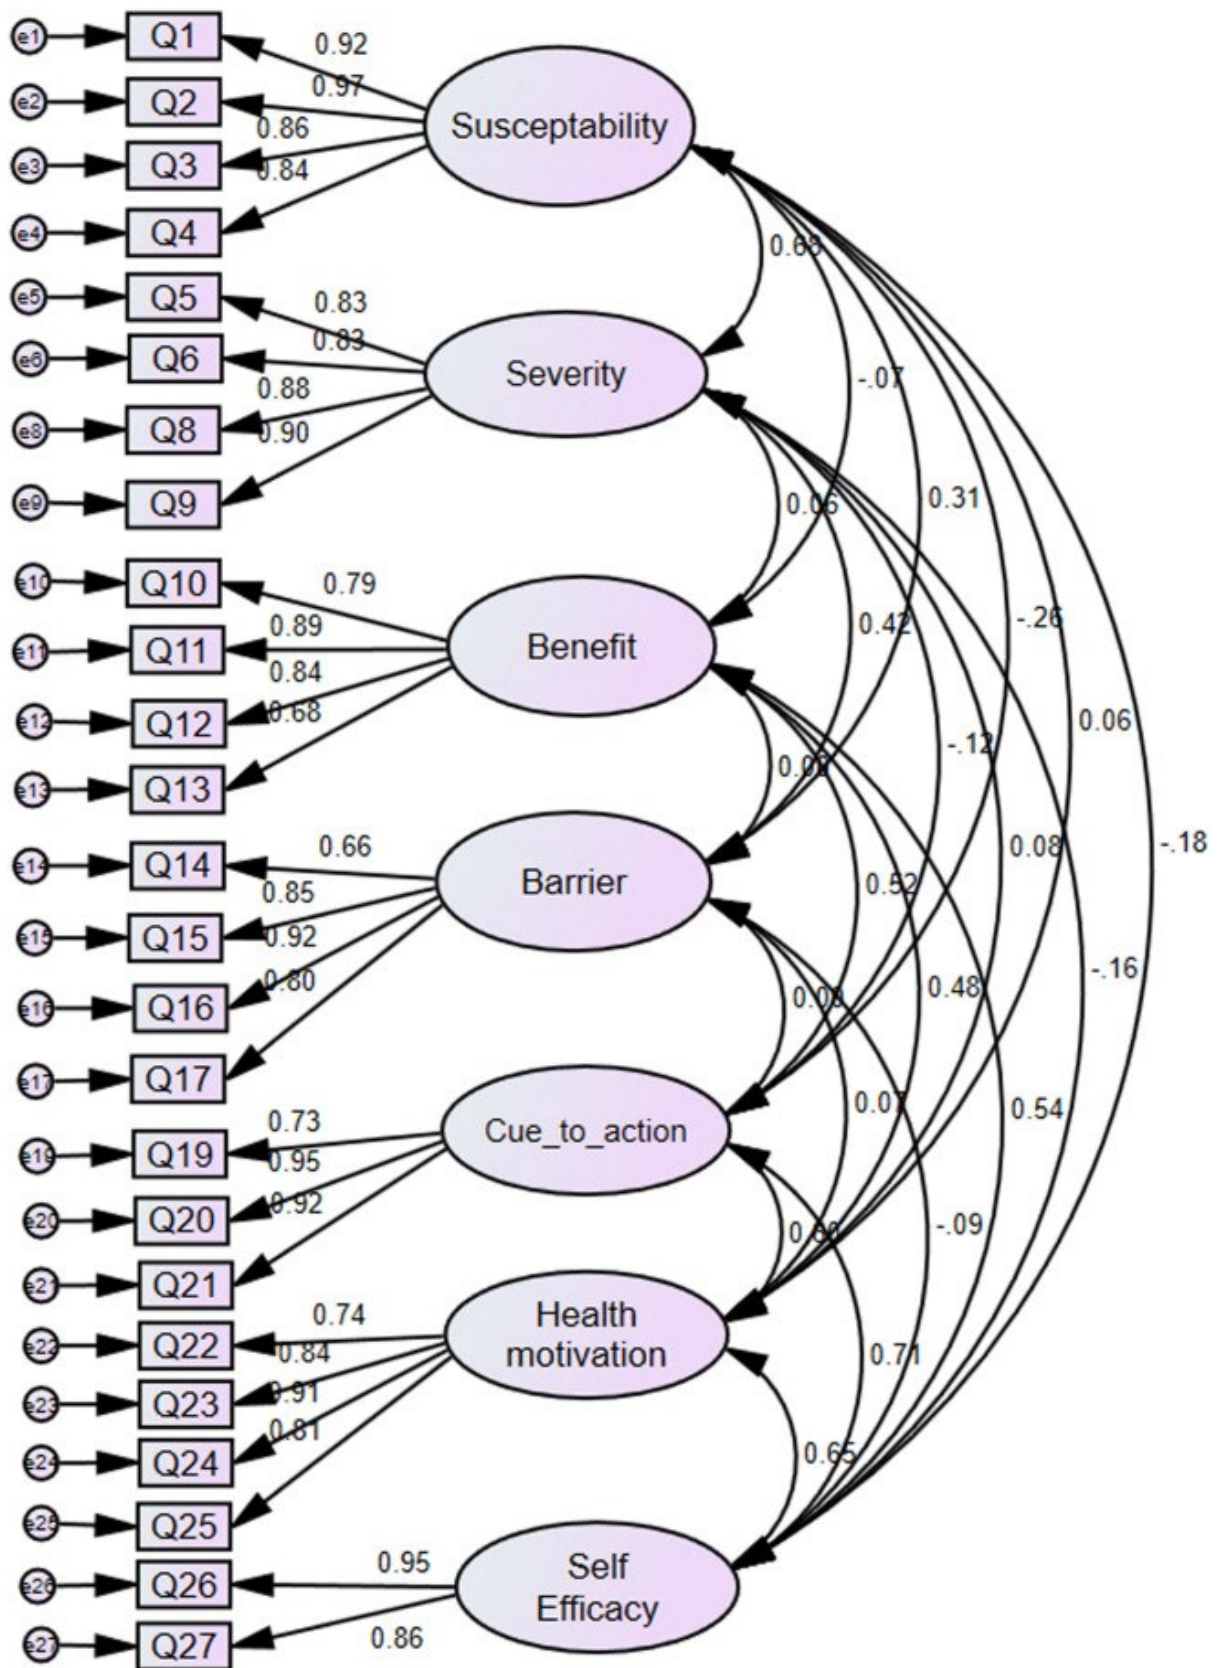 e1 Q1 0.92
e2 Q2 0.97
e3 Q3 0.86
e4 Q4 0.84
Susceptability
e5 Q5 0.83
e6 Q6 0.83
e8 Q8 0.88
e9 Q9 0.90
Severity
e10 Q10 0.79
e11 Q11 0.89
e12 Q12 0.84
e13 Q13 0.68
Benefit
e14 Q14 0.66
e15 Q15 0.85
e16 Q16 0.92
e17 Q17 0.80
Barrier
e19 Q19 0.73
e20 Q20 0.95
e21 Q21 0.92
Cue_to_action
e22 Q22 0.74
e23 Q23 0.84
e24 Q24 0.91
e25 Q25 0.81
Health
motivation
e26 Q26 0.95
e27 Q27 0.86
Self
Efficacy
0.68
-.07
0.31
0.06
0.42
-.26
0.06
-.12
-.18
0.08
0.52
-.16
0.48
0.07
0.54
-.09
0.71
0.65